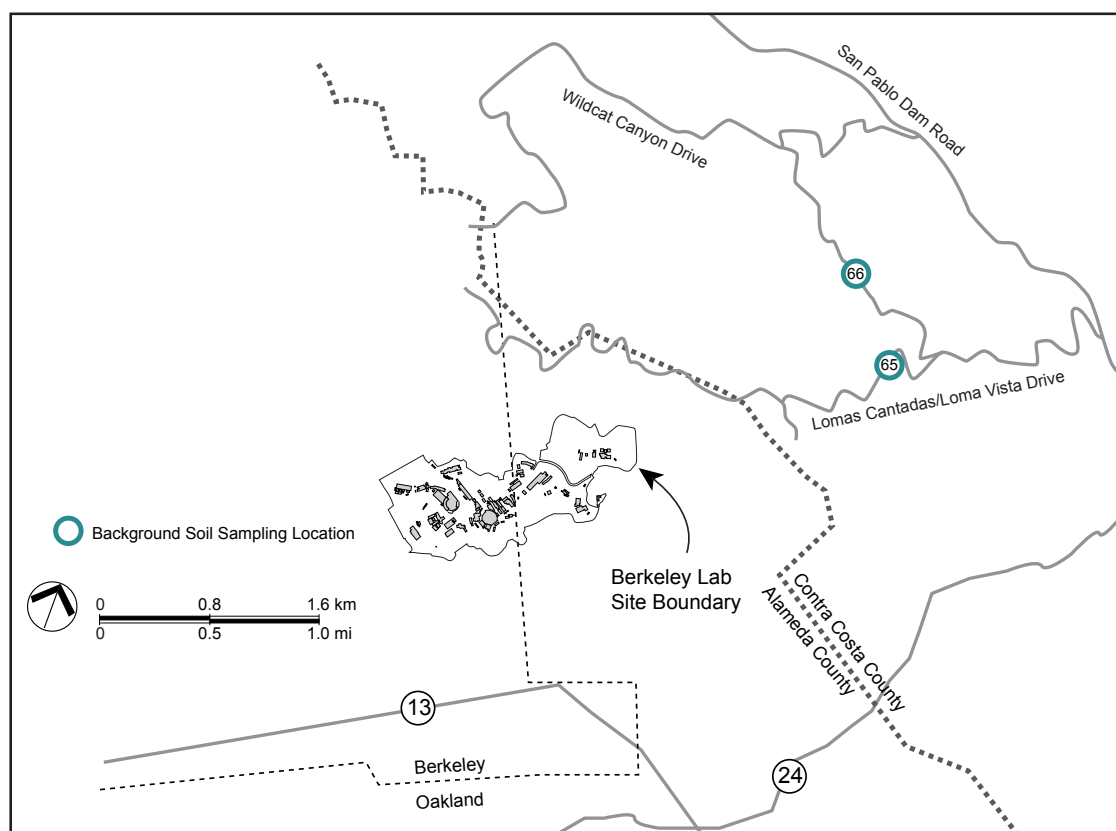 San Pablo Dam Road
Wildcat Canyon Drive
66
65
Lomas Cantadas/Loma Vista Drive
Background Soil Sampling Location
Berkeley Lab
Site Boundary
0 0.8 1.6 km
0 0.5 1.0 mi
Contra Costa County
Alameda County
13
Berkeley
Oakland
24